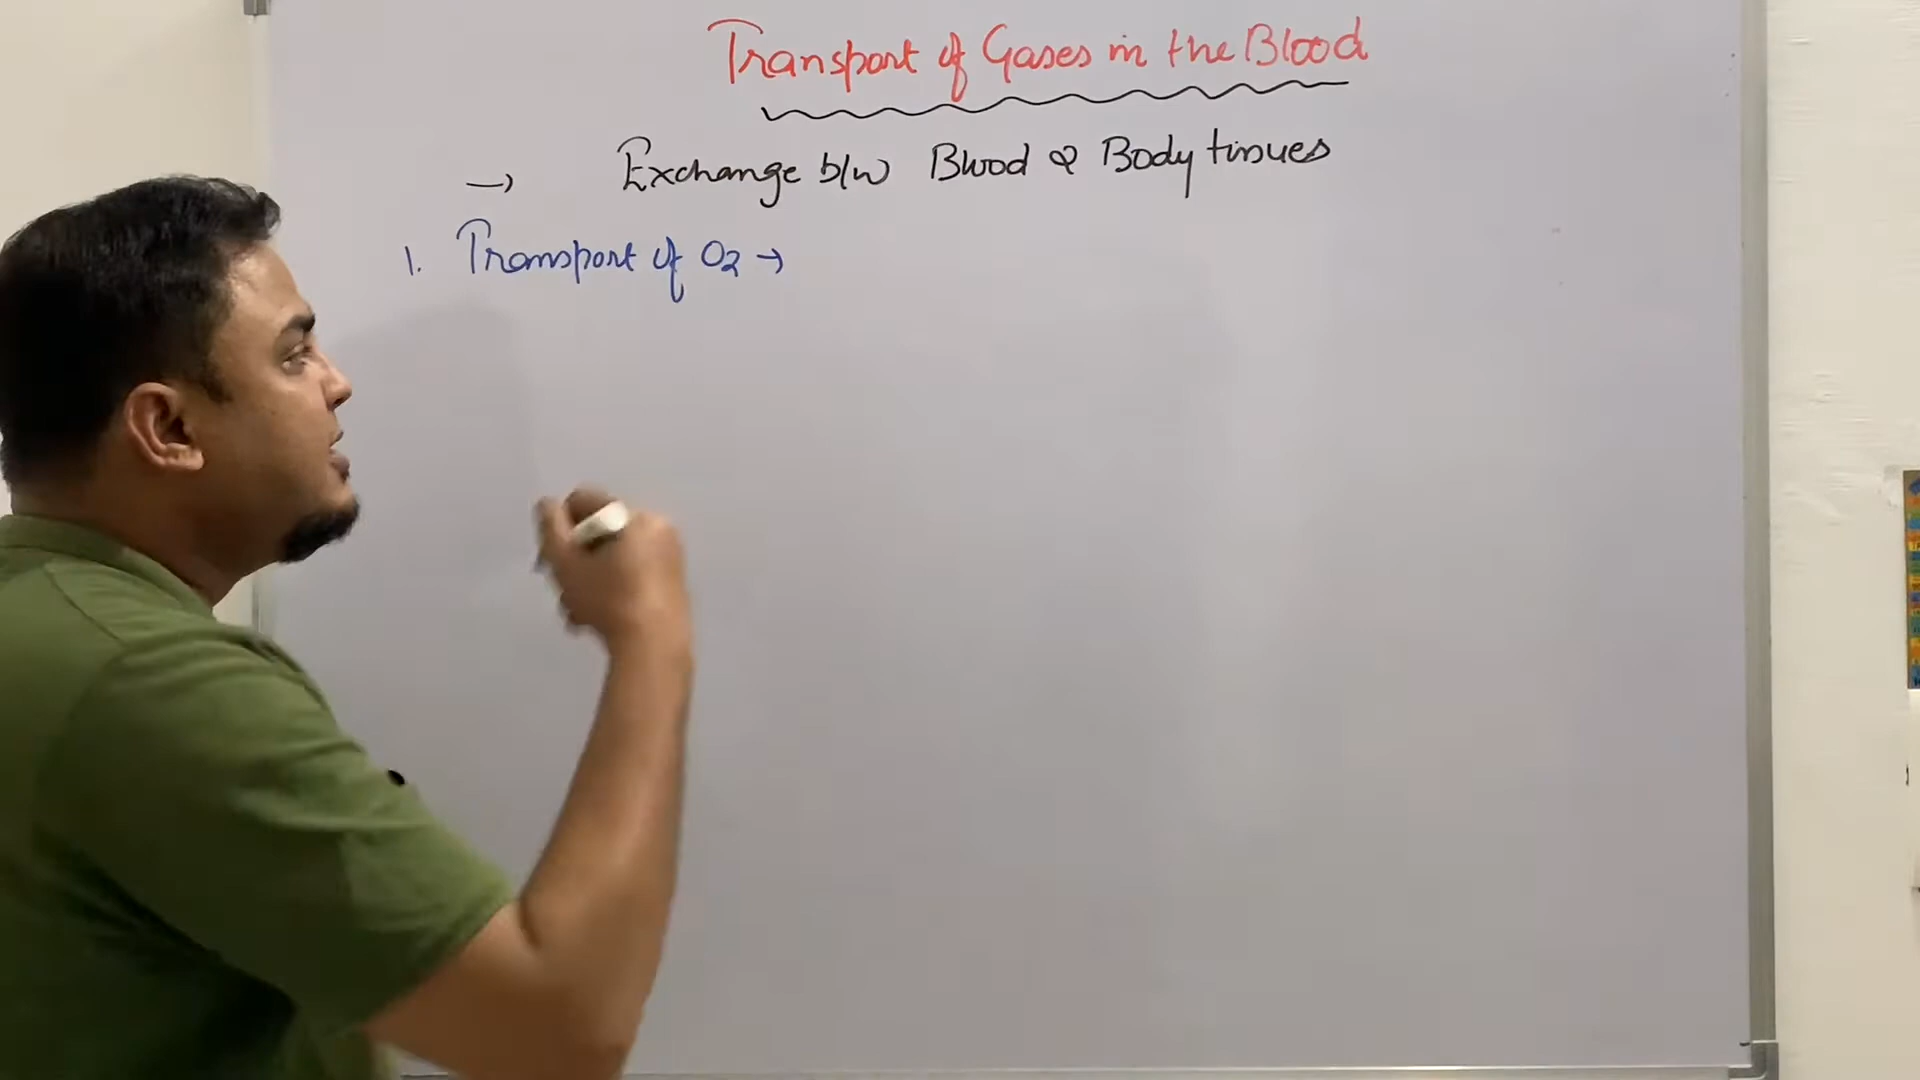 Transport of Gases in the Blood
→ Exchange b/w Blood & Body tissues
1. Transport of O2 →